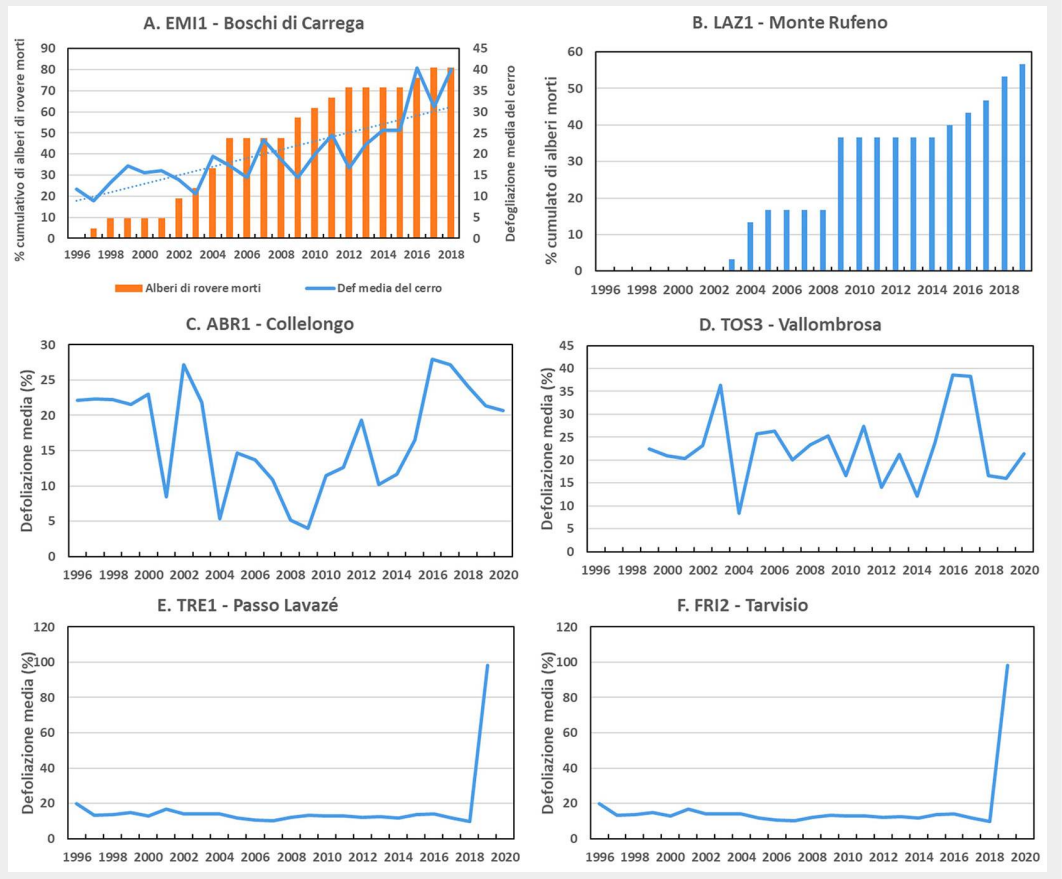 A. EMI1 - Boschi di Carrega
% cumulativo di alberi di rovere morti
90
80
70
60
50
40
30
20
10
0
45
40
35
30
25
20
15
10
5
0
Defogliazione media del cerro
1996 1998 2000 2002 2004 2006 2008 2010 2012 2014 2016 2018
Alberi di rovere morti Def media del cerro
B. LAZ1 - Monte Rufeno
% cumulato di alberi morti
60
50
40
30
20
10
0
1996 1998 2000 2002 2004 2006 2008 2010 2012 2014 2016 2018
C. ABR1 - Collelongo
Defoliazione media (%)
30
25
20
15
10
5
0
1996 1998 2000 2002 2004 2006 2008 2010 2012 2014 2016 2018 2020
D. TOS3 - Vallombrosa
Defoliazione media (%)
45
40
35
30
25
20
15
10
5
0
1996 1998 2000 2002 2004 2006 2008 2010 2012 2014 2016 2018 2020
E. TRE1 - Passo Lavazé
Defoliazione media (%)
120
100
80
60
40
20
0
1996 1998 2000 2002 2004 2006 2008 2010 2012 2014 2016 2018 2020
F. FRI2 - Tarvisio
Defoliazione media (%)
120
100
80
60
40
20
0
1996 1998 2000 2002 2004 2006 2008 2010 2012 2014 2016 2018 2020